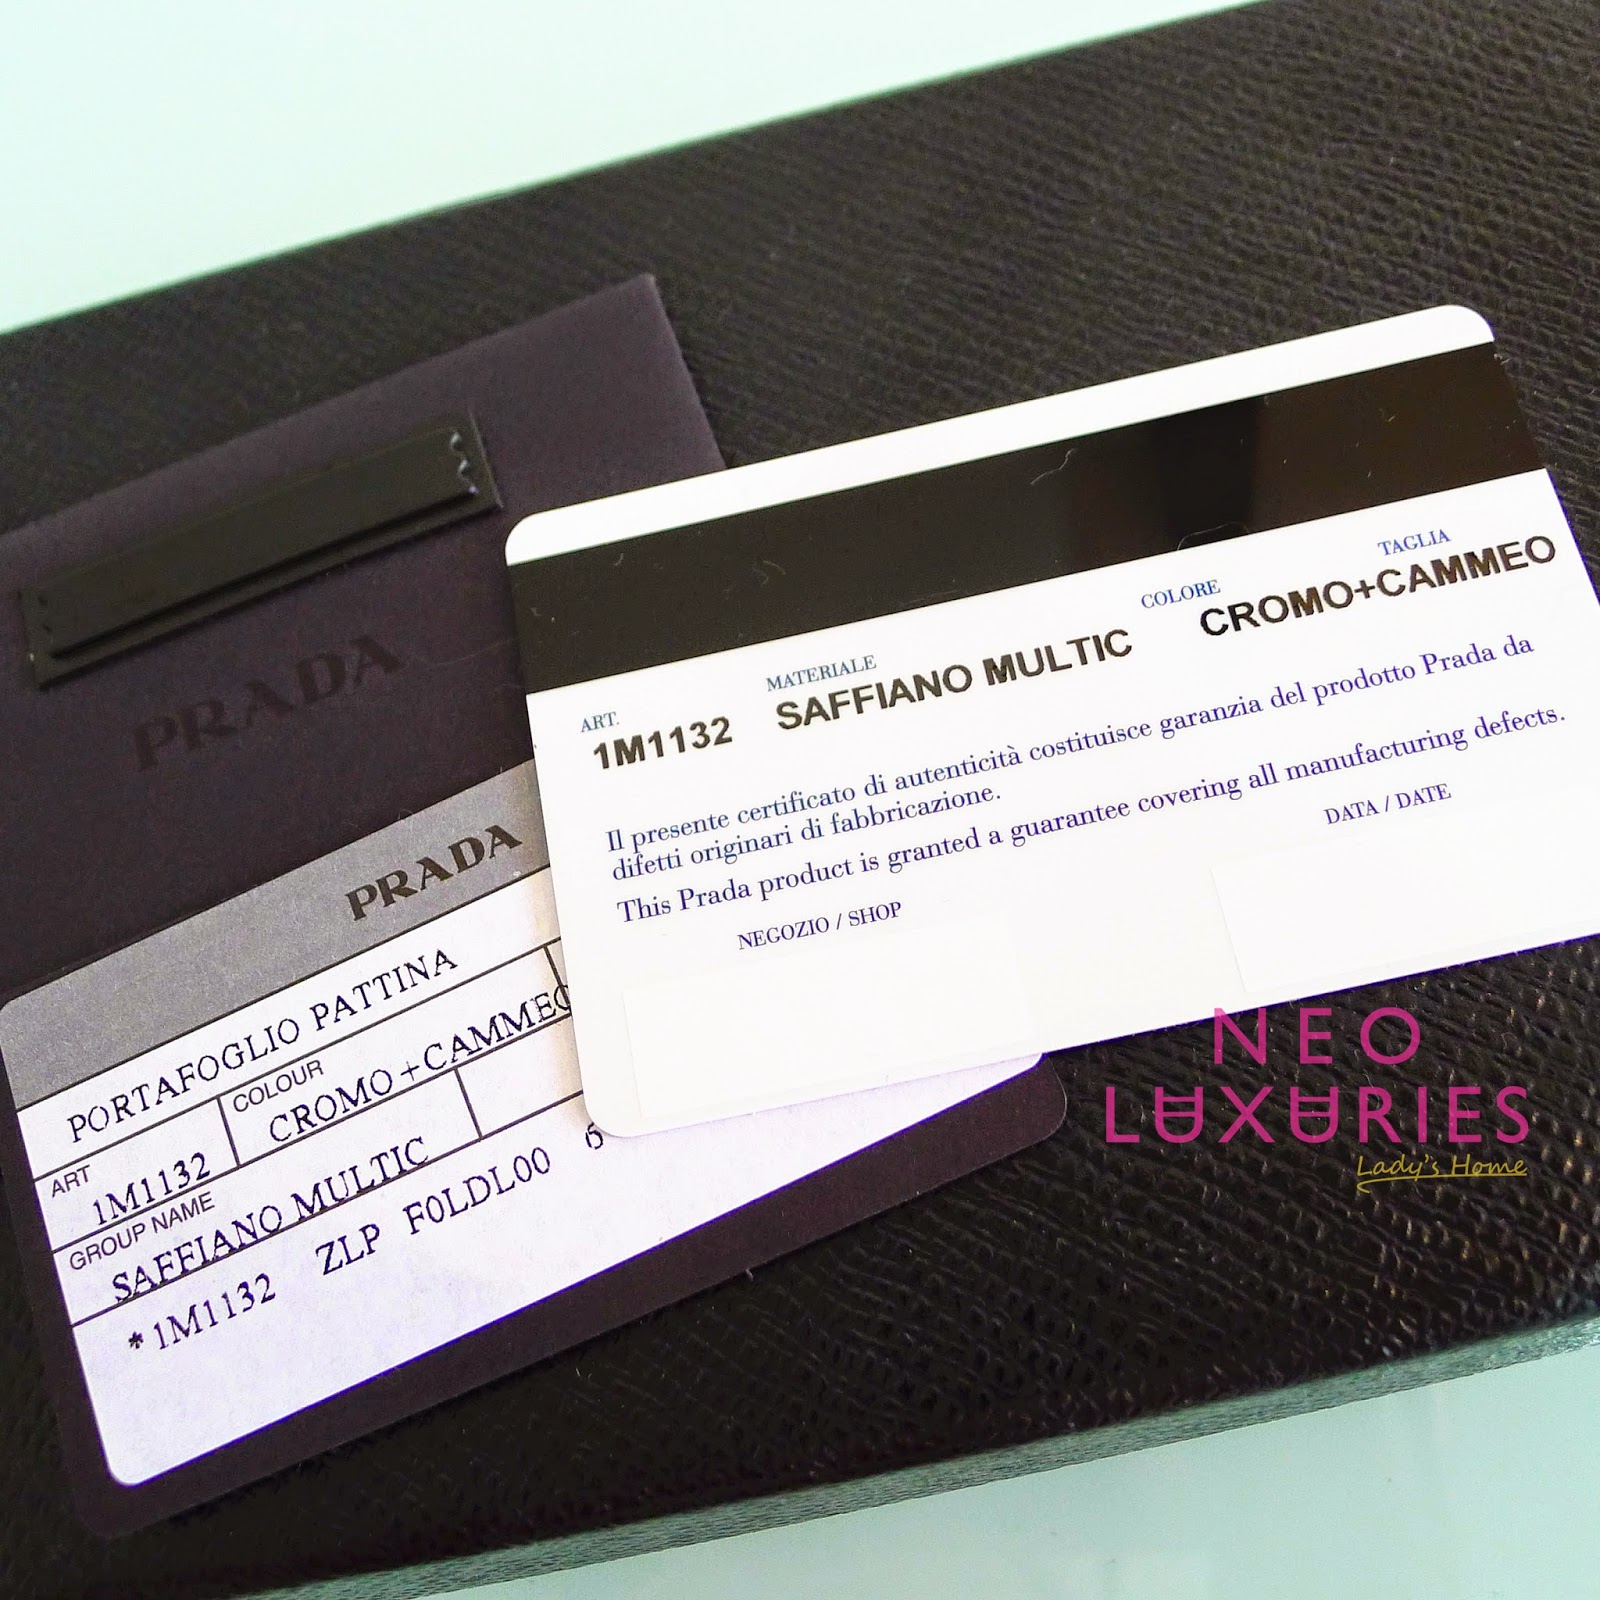 PRADA
PRADA
PORTAFOGLIO PATTINA
ART
1M1132
COLOUR
CROMO+CAMMEO
GROUP NAME
SAFFIANO MULTIC
*1M1132 ZLP F0LDL00 6
ART.
1M1132
MATERIALE
SAFFIANO MULTIC
COLORE
CROMO+CAMMEO
TAGLIA
Il presente certificato di autenticità costituisce garanzia del prodotto Prada da
difetti originari di fabbricazione.
This Prada product is granted a guarantee covering all manufacturing defects.
NEGOZIO / SHOP
DATA / DATE
NEO
LUXURIES
Lady's Home